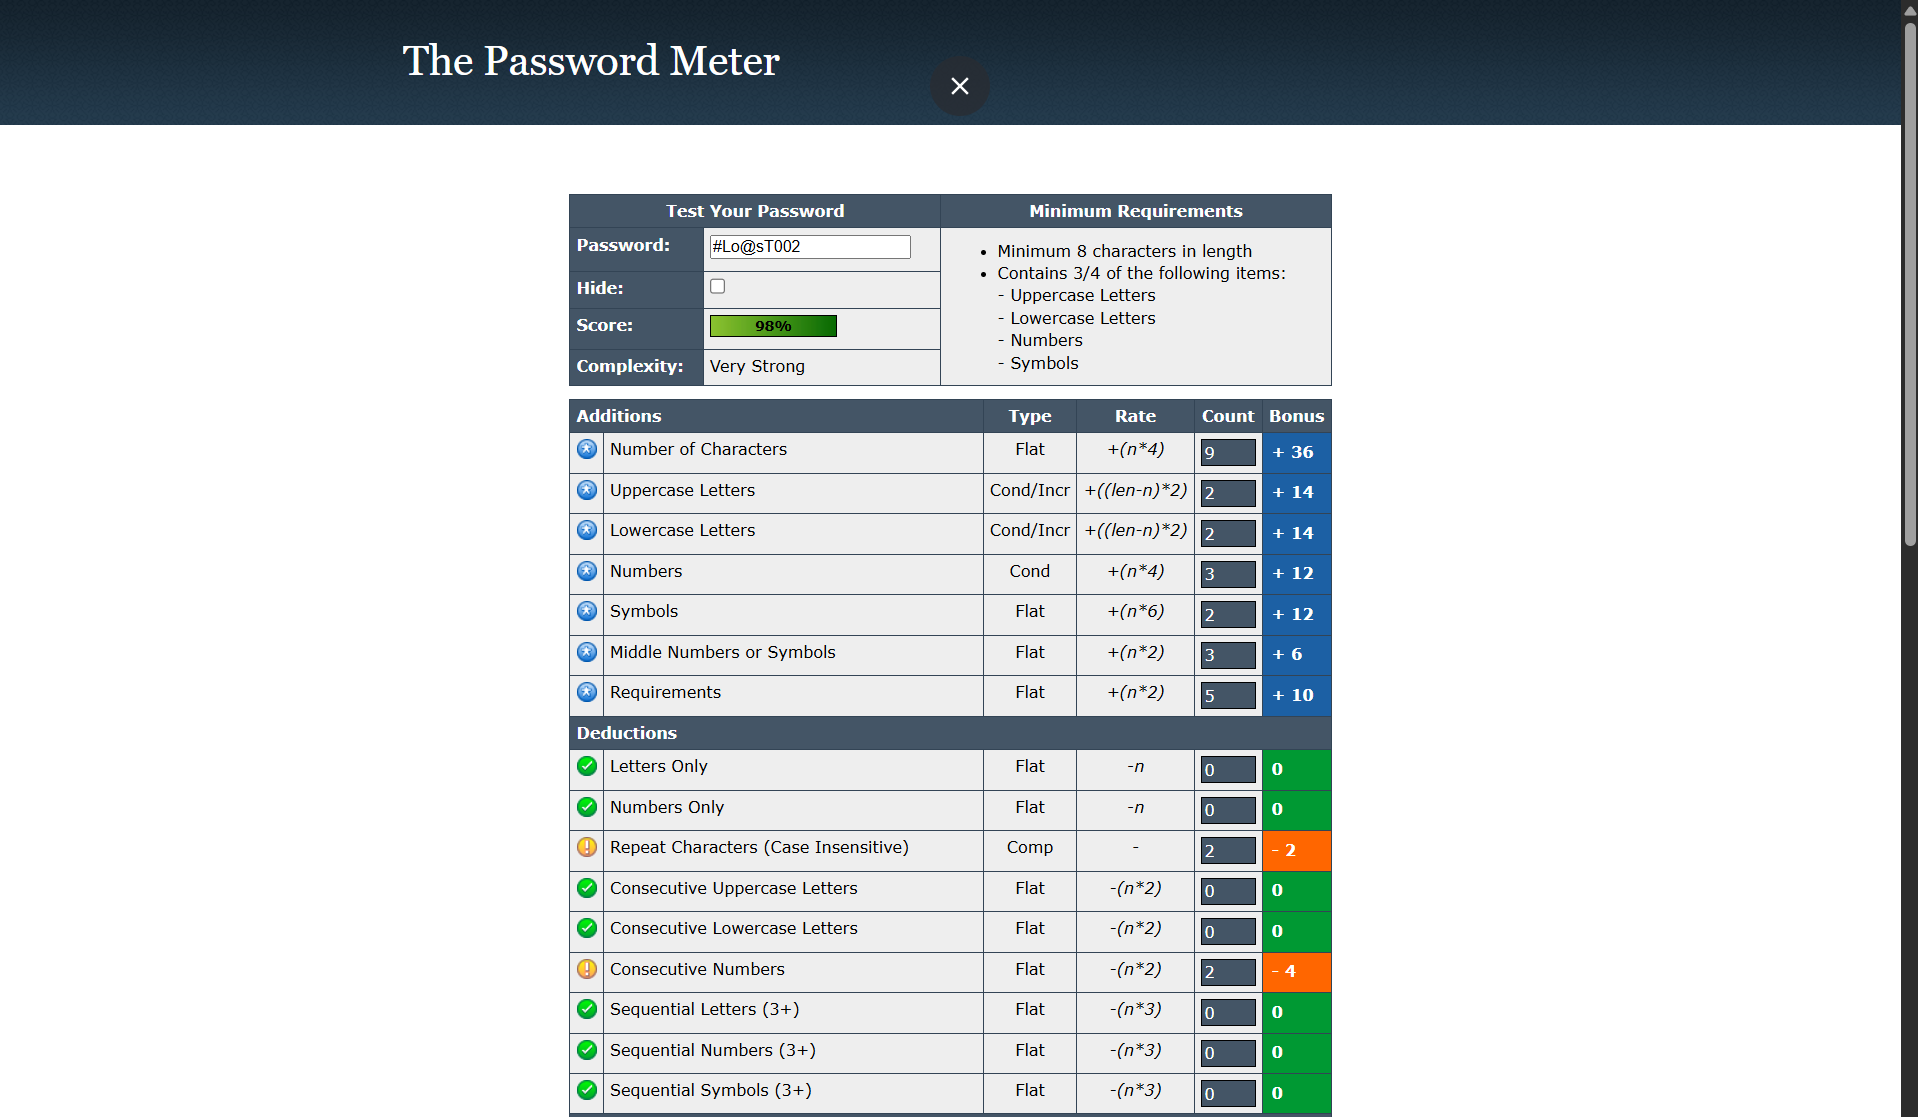 The Password Meter
Test Your Password Minimum Requirements
Password: #Lo@sT002
Hide:
Score: 98%
Complexity: Very Strong
• Minimum 8 characters in length
• Contains 3/4 of the following items:
- Uppercase Letters
- Lowercase Letters
- Numbers
- Symbols
Additions Type Rate Count Bonus
Number of Characters Flat +(n*4) 9 + 36
Uppercase Letters Cond/Incr +((len-n)*2) 2 + 14
Lowercase Letters Cond/Incr +((len-n)*2) 2 + 14
Numbers Cond +(n*4) 3 + 12
Symbols Flat +(n*6) 2 + 12
Middle Numbers or Symbols Flat +(n*2) 3 + 6
Requirements Flat +(n*2) 5 + 10
Deductions
Letters Only Flat -n 0 0
Numbers Only Flat -n 0 0
Repeat Characters (Case Insensitive) Comp - 2 - 2
Consecutive Uppercase Letters Flat -(n*2) 0 0
Consecutive Lowercase Letters Flat -(n*2) 0 0
Consecutive Numbers Flat -(n*2) 2 - 4
Sequential Letters (3+) Flat -(n*3) 0 0
Sequential Numbers (3+) Flat -(n*3) 0 0
Sequential Symbols (3+) Flat -(n*3) 0 0